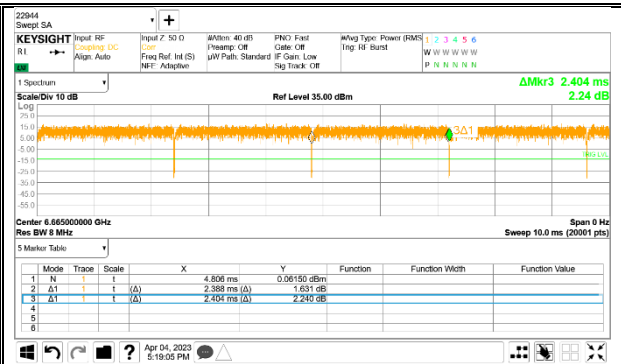 22944
Swept SA
KEYSIGHT Input: RF Input Z: 50 Ω #Atten: 40 dB PNO: Fast #Avg Type: Power (RMS 1 2 3 4 5 6
RL Coupling: DC Corr Preamp: Off Gate: Off Trig: RF Burst
Align: Auto Freq Ref: Int (S) µW Path: Standard IF Gain: Low W W W W W W
NFE: Adaptive Sig Track: Off P N N N N N
1 Spectrum ΔMkr3 2.404 ms
Scale/Div 10 dB Ref Level 35.00 dBm 2.24 dB
Log
25.0
15.0
5.00 3Δ1
-5.00
-15.0 TRIG LVL
-25.0
-35.0
-45.0
-55.0
Center 6.665000000 GHz Span 0 Hz
Res BW 8 MHz Sweep 10.0 ms (20001 pts)
5 Marker Table
Mode Trace Scale X Y Function Function Width Function Value
1 N 1 t 4.806 ms 0.06150 dBm
2 Δ1 1 t (Δ) 2.388 ms (Δ) 1.631 dB
3 Δ1 1 t (Δ) 2.404 ms (Δ) 2.240 dB
4
5
6
? Apr 04, 2023
5:19:05 PM